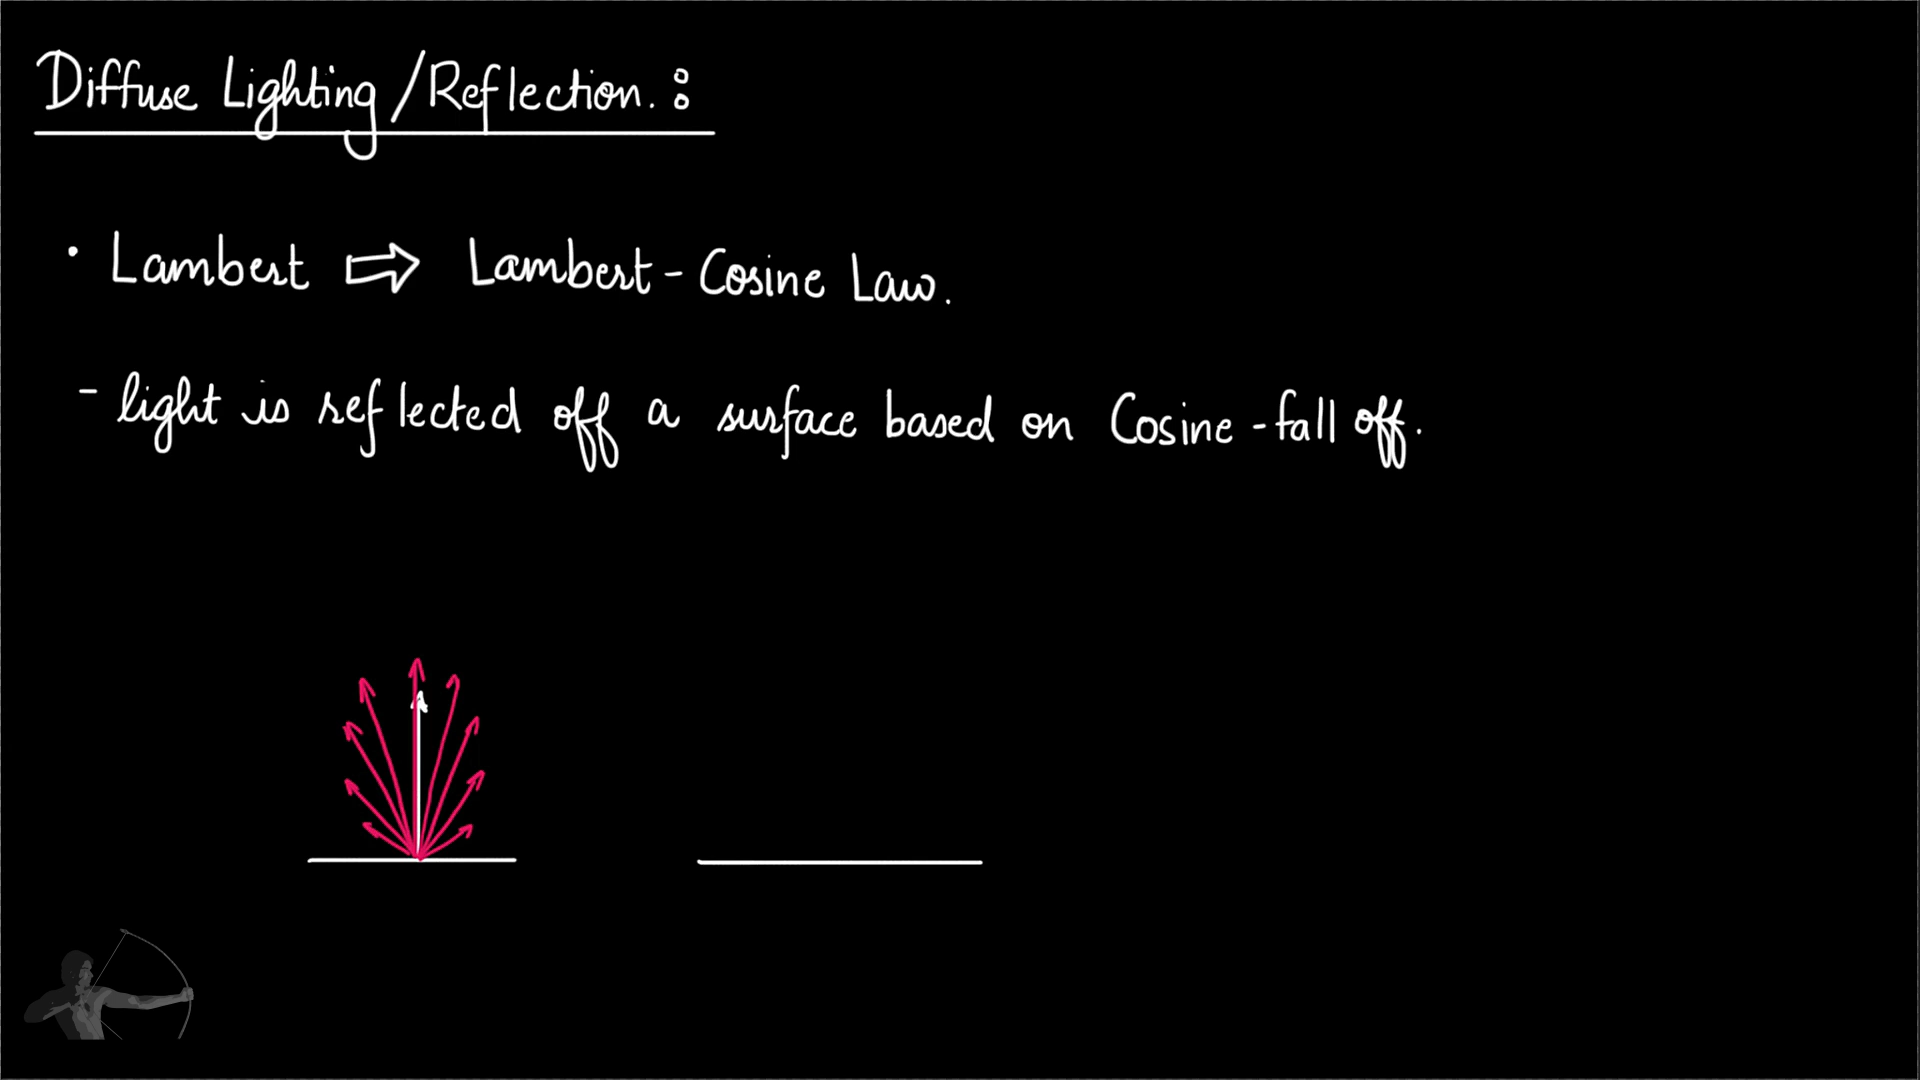 Diffuse Lighting/Reflection. :
• Lambert ⇨ Lambert-Cosine Law.
- light is reflected off a surface based on Cosine-fall off.